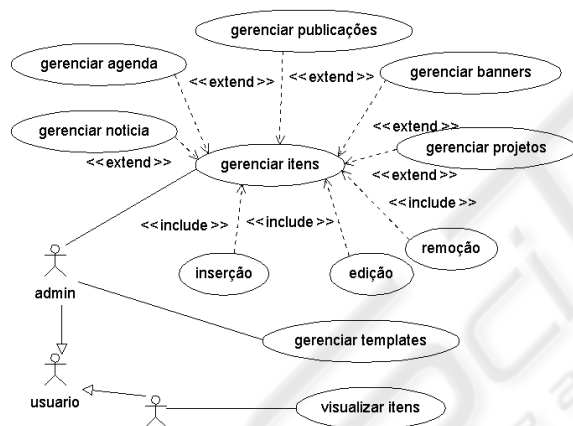 gerenciar publicações
gerenciar agenda
<<extend>>
<<extend>>
gerenciar banners
gerenciar noticia
<<extend>>
<<extend>>
gerenciar projetos
gerenciar itens
<<extend>>
<<include>>
<<include>>
<<include>>
inserção
edição
remoção
admin
gerenciar templates
usuario
visualizar itens